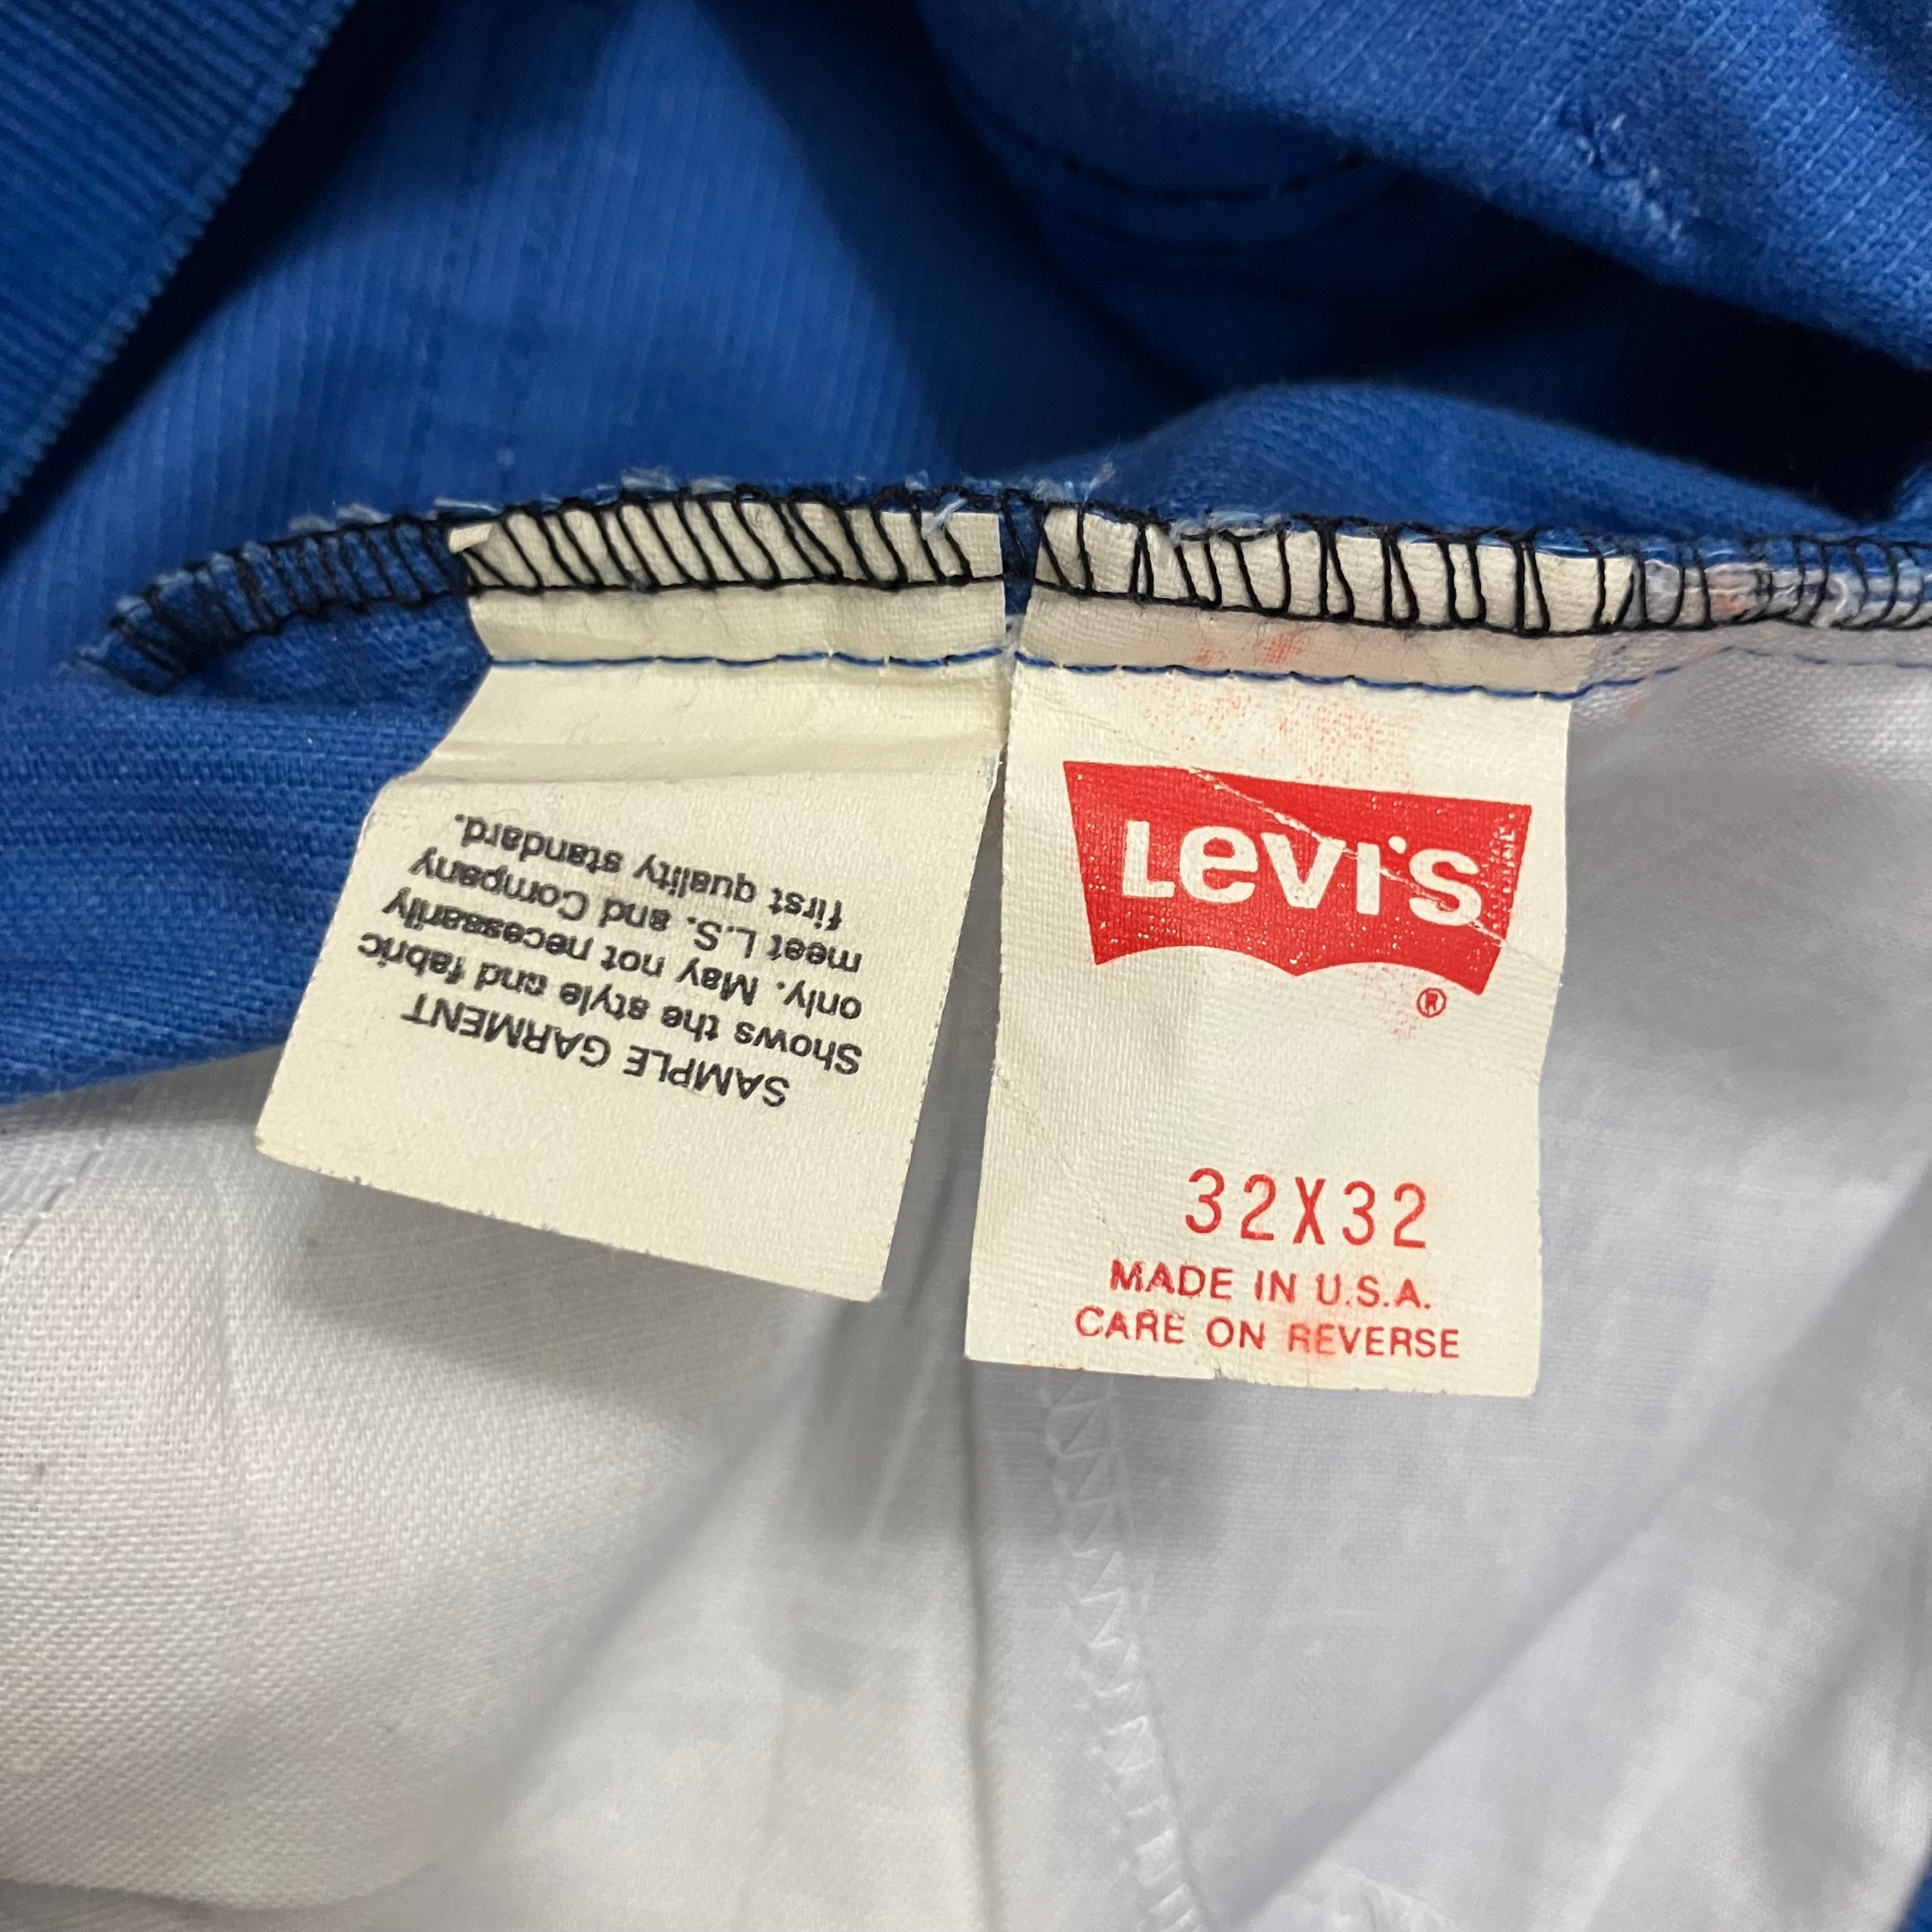 SAMPLE GARMENT
Shows the style and fabric
only. May not necessarily
meet L.S. and Company
first quality standard.
LEVI'S
®
32X32
MADE IN U.S.A.
CARE ON REVERSE